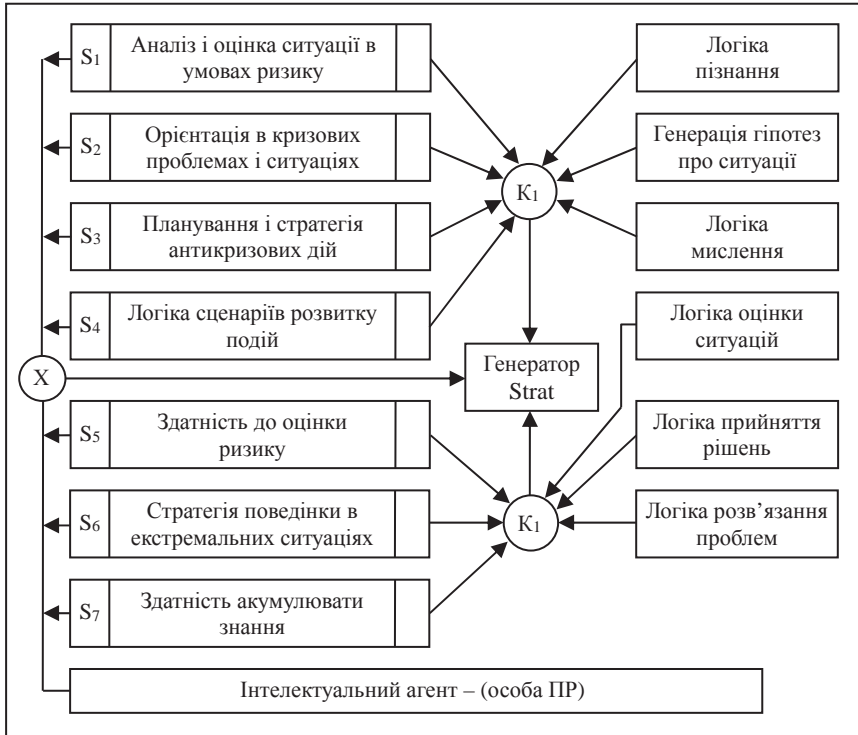 S1
Аналіз і оцінка ситуації в
умовах ризику
Логіка
пізнання
S2
Орієнтація в кризових
проблемах і ситуаціях
Генерація гіпотез
про ситуації
К1
S3
Планування і стратегія
антикризових дій
Логіка
мислення
S4
Логіка сценаріїв розвитку
подій
Логіка оцінки
ситуацій
X
Генератор
Strat
S5
Здатність до оцінки
ризику
Логіка прийняття
рішень
S6
Стратегія поведінки в
екстремальних ситуаціях
К1
Логіка розв’язання
проблем
S7
Здатність акумулювати
знання
Інтелектуальний агент – (особа ПР)